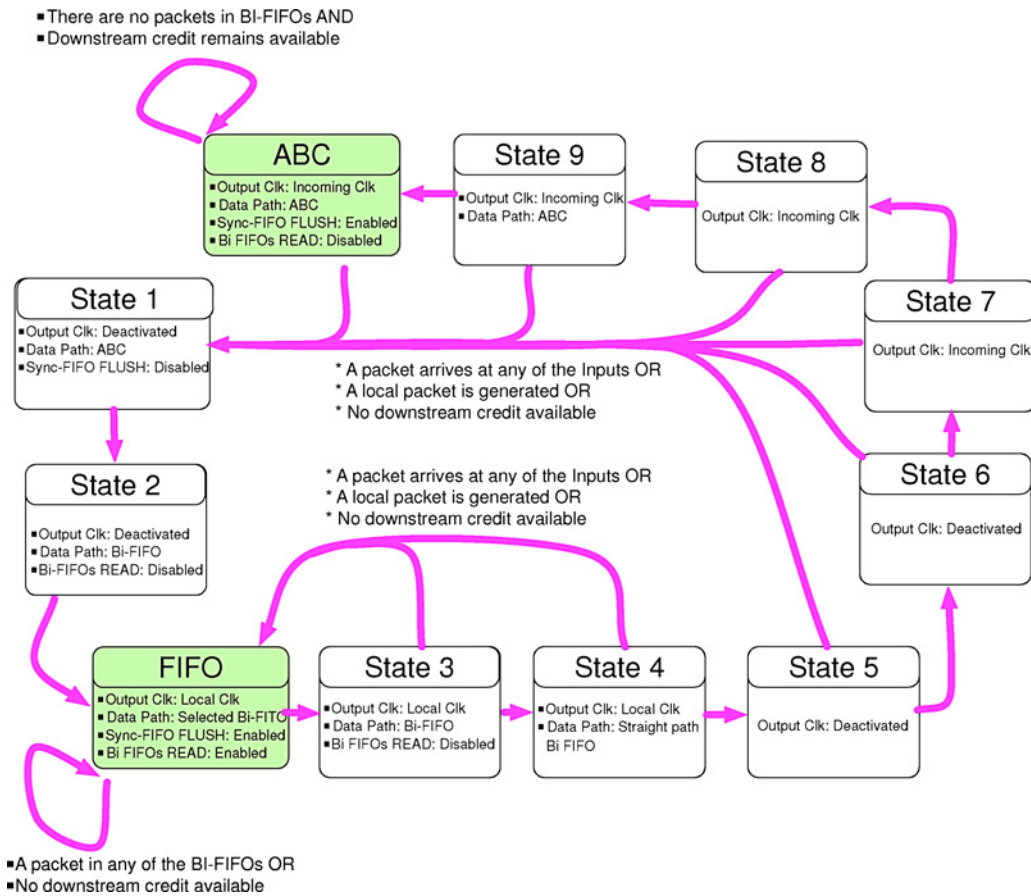 ▪There are no packets in BI-FIFOs AND
▪Downstream credit remains available
ABC
▪Output Clk: Incoming Clk
▪Data Path: ABC
▪Sync-FIFO FLUSH: Enabled
▪Bi FIFOs READ: Disabled
State 9
▪Output Clk: Incoming Clk
▪Data Path: ABC
State 8
Output Clk: Incoming Clk
State 1
▪Output Clk: Deactivated
▪Data Path: ABC
▪Sync-FIFO FLUSH: Disabled
State 7
Output Clk: Incoming Clk
* A packet arrives at any of the Inputs OR
* A local packet is generated OR
* No downstream credit available
State 2
▪Output Clk: Deactivated
▪Data Path: Bi-FIFO
▪Bi-FIFOs READ: Disabled
* A packet arrives at any of the Inputs OR
* A local packet is generated OR
* No downstream credit available
State 6
Output Clk: Deactivated
FIFO
▪Output Clk: Local Clk
▪Data Path: Selected Bi-FITO
▪Sync-FIFO FLUSH: Enabled
▪Bi FIFOs READ: Enabled
State 3
▪Output Clk: Local Clk
▪Data Path: Bi-FIFO
▪Bi FIFOs READ: Disabled
State 4
▪Output Clk: Local Clk
▪Data Path: Straight path
Bi FIFO
State 5
Output Clk: Deactivated
▪A packet in any of the BI-FIFOs OR
▪No downstream credit available